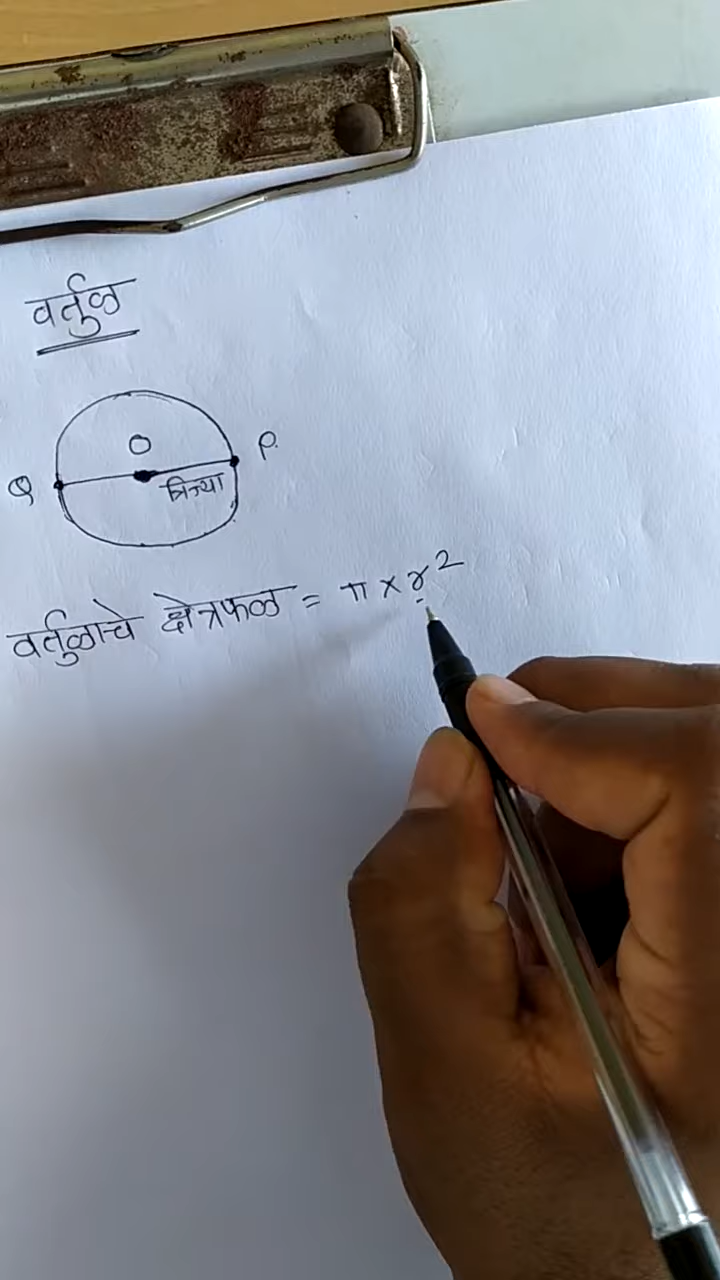 वर्तुळ
O
P.
Q
त्रिज्या
वर्तुळाचे क्षेत्रफळ = π × r²